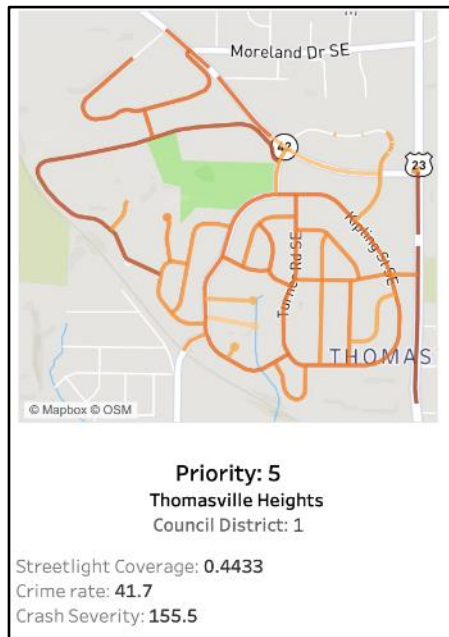 Moreland Dr SE
42
23
Kipling St SE
Turner Rd SE
THOMAS
© Mapbox © OSM
Priority: 5
Thomasville Heights
Council District: 1
Streetlight Coverage: 0.4433
Crime rate: 41.7
Crash Severity: 155.5